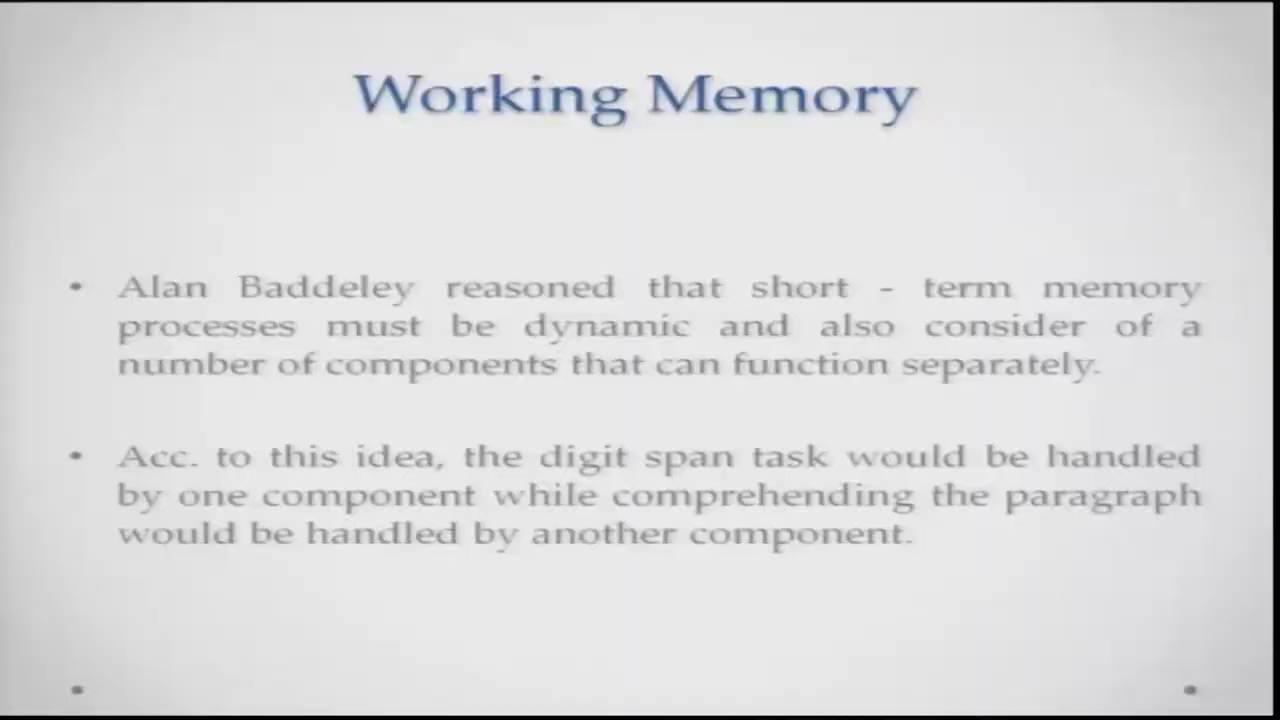 Working Memory
• Alan Baddeley reasoned that short - term memory
processes must be dynamic and also consider of a
number of components that can function separately.
• Acc. to this idea, the digit span task would be handled
by one component while comprehending the paragraph
would be handled by another component.